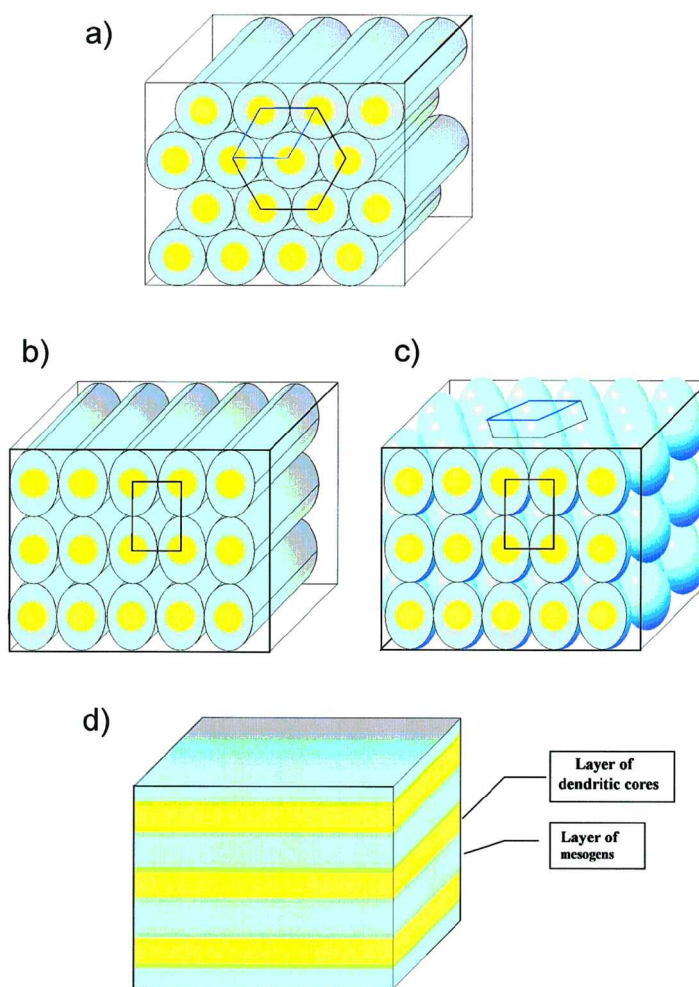 a)
b)
c)
d)
Layer of
dendritic cores
Layer of
mesogens